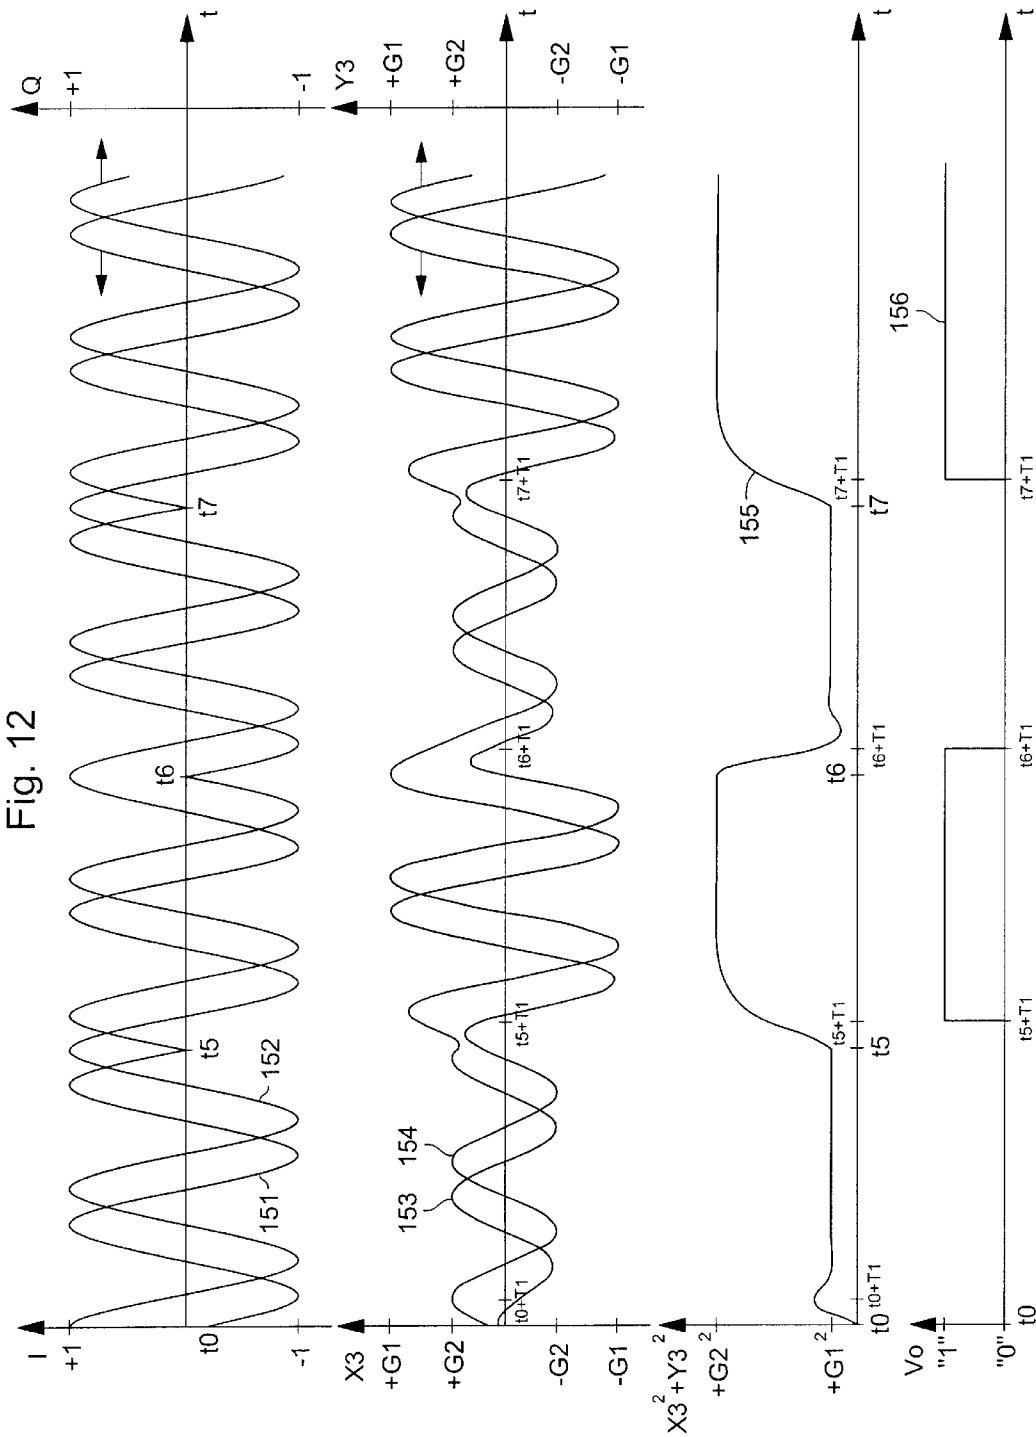 Fig. 12
I
+1
t0
-1
151
152
t5
t6
t7
Q
+1
-1
t
X3
+G1
+G2
-G2
-G1
t0+T1
153
154
t5+T1
t6+T1
t7+T1
Y3
+G1
+G2
-G2
-G1
t
X3²+Y3²
+G2²
+G1²
t0
t0+T1
t5
t5+T1
t6
t6+T1
t7
t7+T1
155
t
Vo
"1"
"0"
t0
t5+T1
t6+T1
t7+T1
156
t